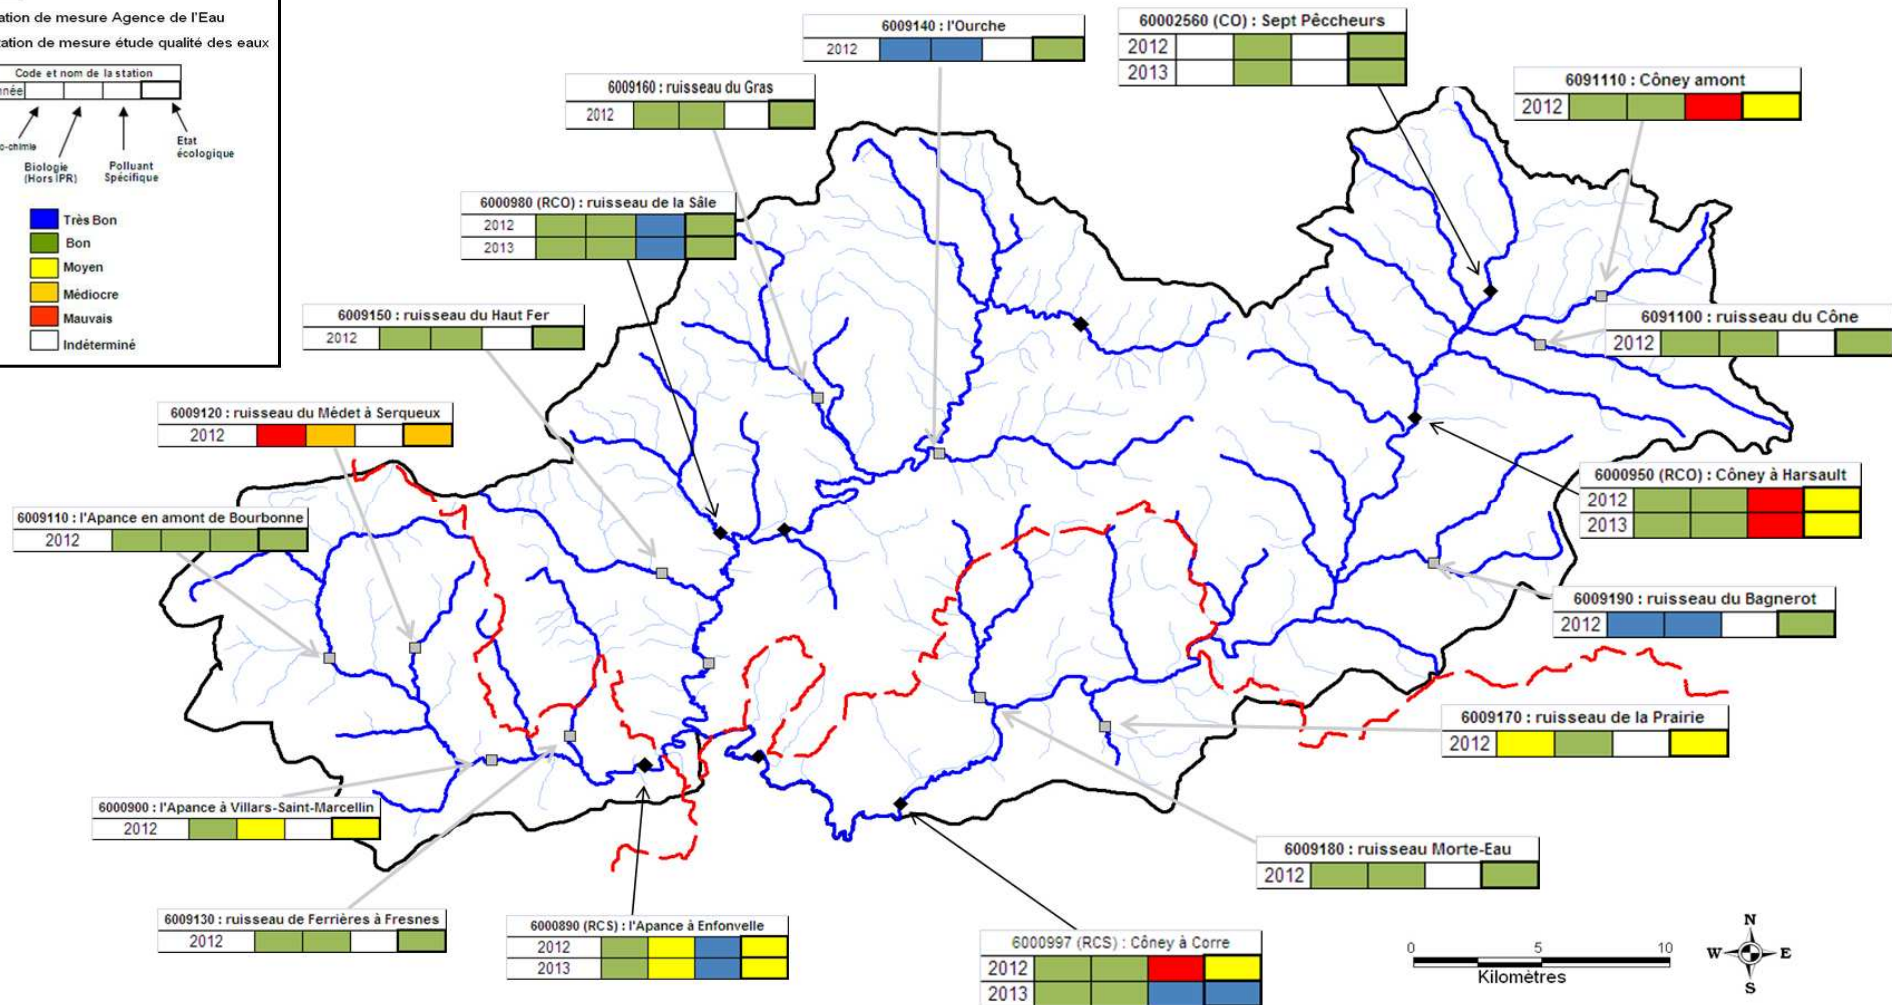 ation de mesure Agence de l'Eau
tation de mesure étude qualité des eaux
Code et nom de la station
nnée
o-chimie
Biologie
(Hors IPR)
Polluant
Spécifique
Etat
écologique
Très Bon
Bon
Moyen
Médiocre
Mauvais
Indéterminé
6009140 : l'Ourche
2012
60002560 (CO) : Sept Pêccheurs
2012
2013
6091110 : Côney amont
2012
6009160 : ruisseau du Gras
2012
6000980 (RCO) : ruisseau de la Sâle
2012
2013
6009150 : ruisseau du Haut Fer
2012
6091100 : ruisseau du Cône
2012
6009120 : ruisseau du Médet à Serqueux
2012
6000950 (RCO) : Côney à Harsault
2012
2013
6009110 : l'Apance en amont de Bourbonne
2012
6009190 : ruisseau du Bagnerot
2012
6009170 : ruisseau de la Prairie
2012
6000900 : l'Apance à Villars-Saint-Marcellin
2012
6009180 : ruisseau Morte-Eau
2012
6009130 : ruisseau de Ferrières à Fresnes
2012
6000890 (RCS) : l'Apance à Enfonvelle
2012
2013
6000997 (RCS) : Côney à Corre
2012
2013
0 5 10
Kilomètres
N
W E
S